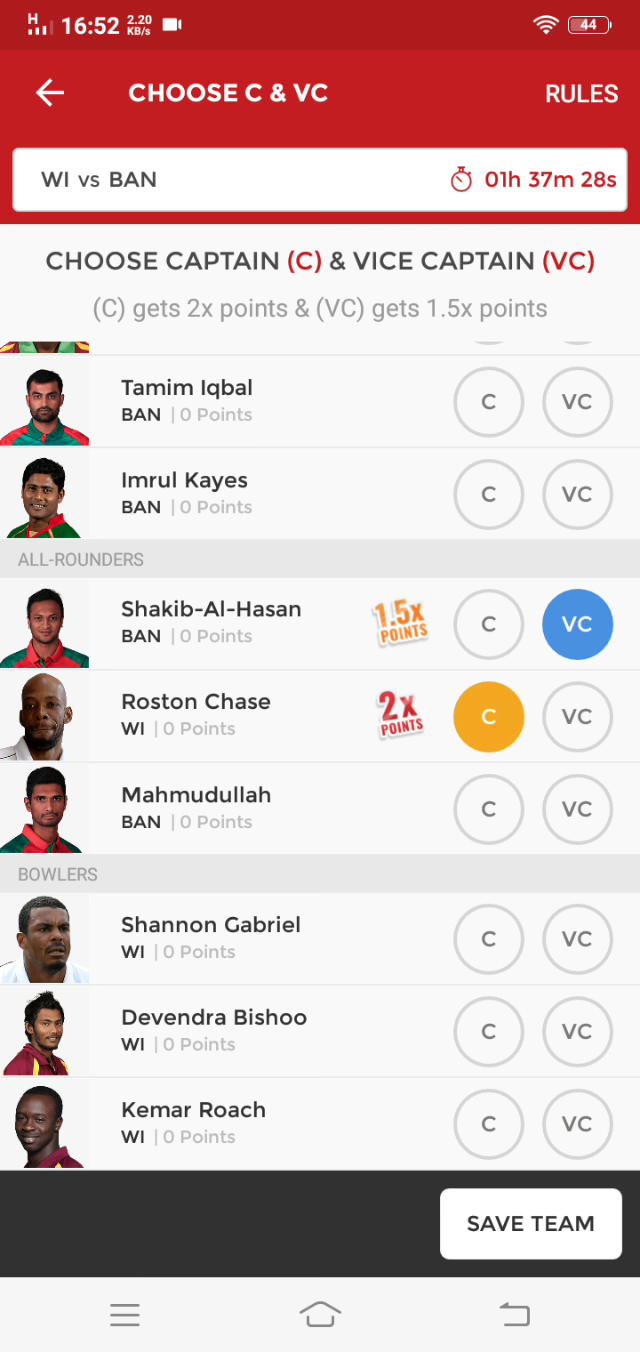 H 16:52 2.20 KB/s 44
CHOOSE C & VC RULES
WI vs BAN 01h 37m 28s
CHOOSE CAPTAIN (C) & VICE CAPTAIN (VC)
(C) gets 2x points & (VC) gets 1.5x points
Tamim Iqbal
BAN | 0 Points
C VC
Imrul Kayes
BAN | 0 Points
C VC
ALL-ROUNDERS
Shakib-Al-Hasan
BAN | 0 Points
1.5x
POINTS
C VC
Roston Chase
WI | 0 Points
2x
POINTS
C VC
Mahmudullah
BAN | 0 Points
C VC
BOWLERS
Shannon Gabriel
WI | 0 Points
C VC
Devendra Bishoo
WI | 0 Points
C VC
Kemar Roach
WI | 0 Points
C VC
SAVE TEAM